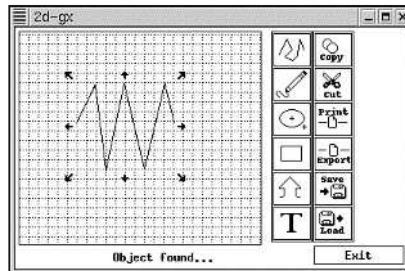 2d-gx
Copy
cut
Print
Export
Save
T
Load
Object found...
Exit